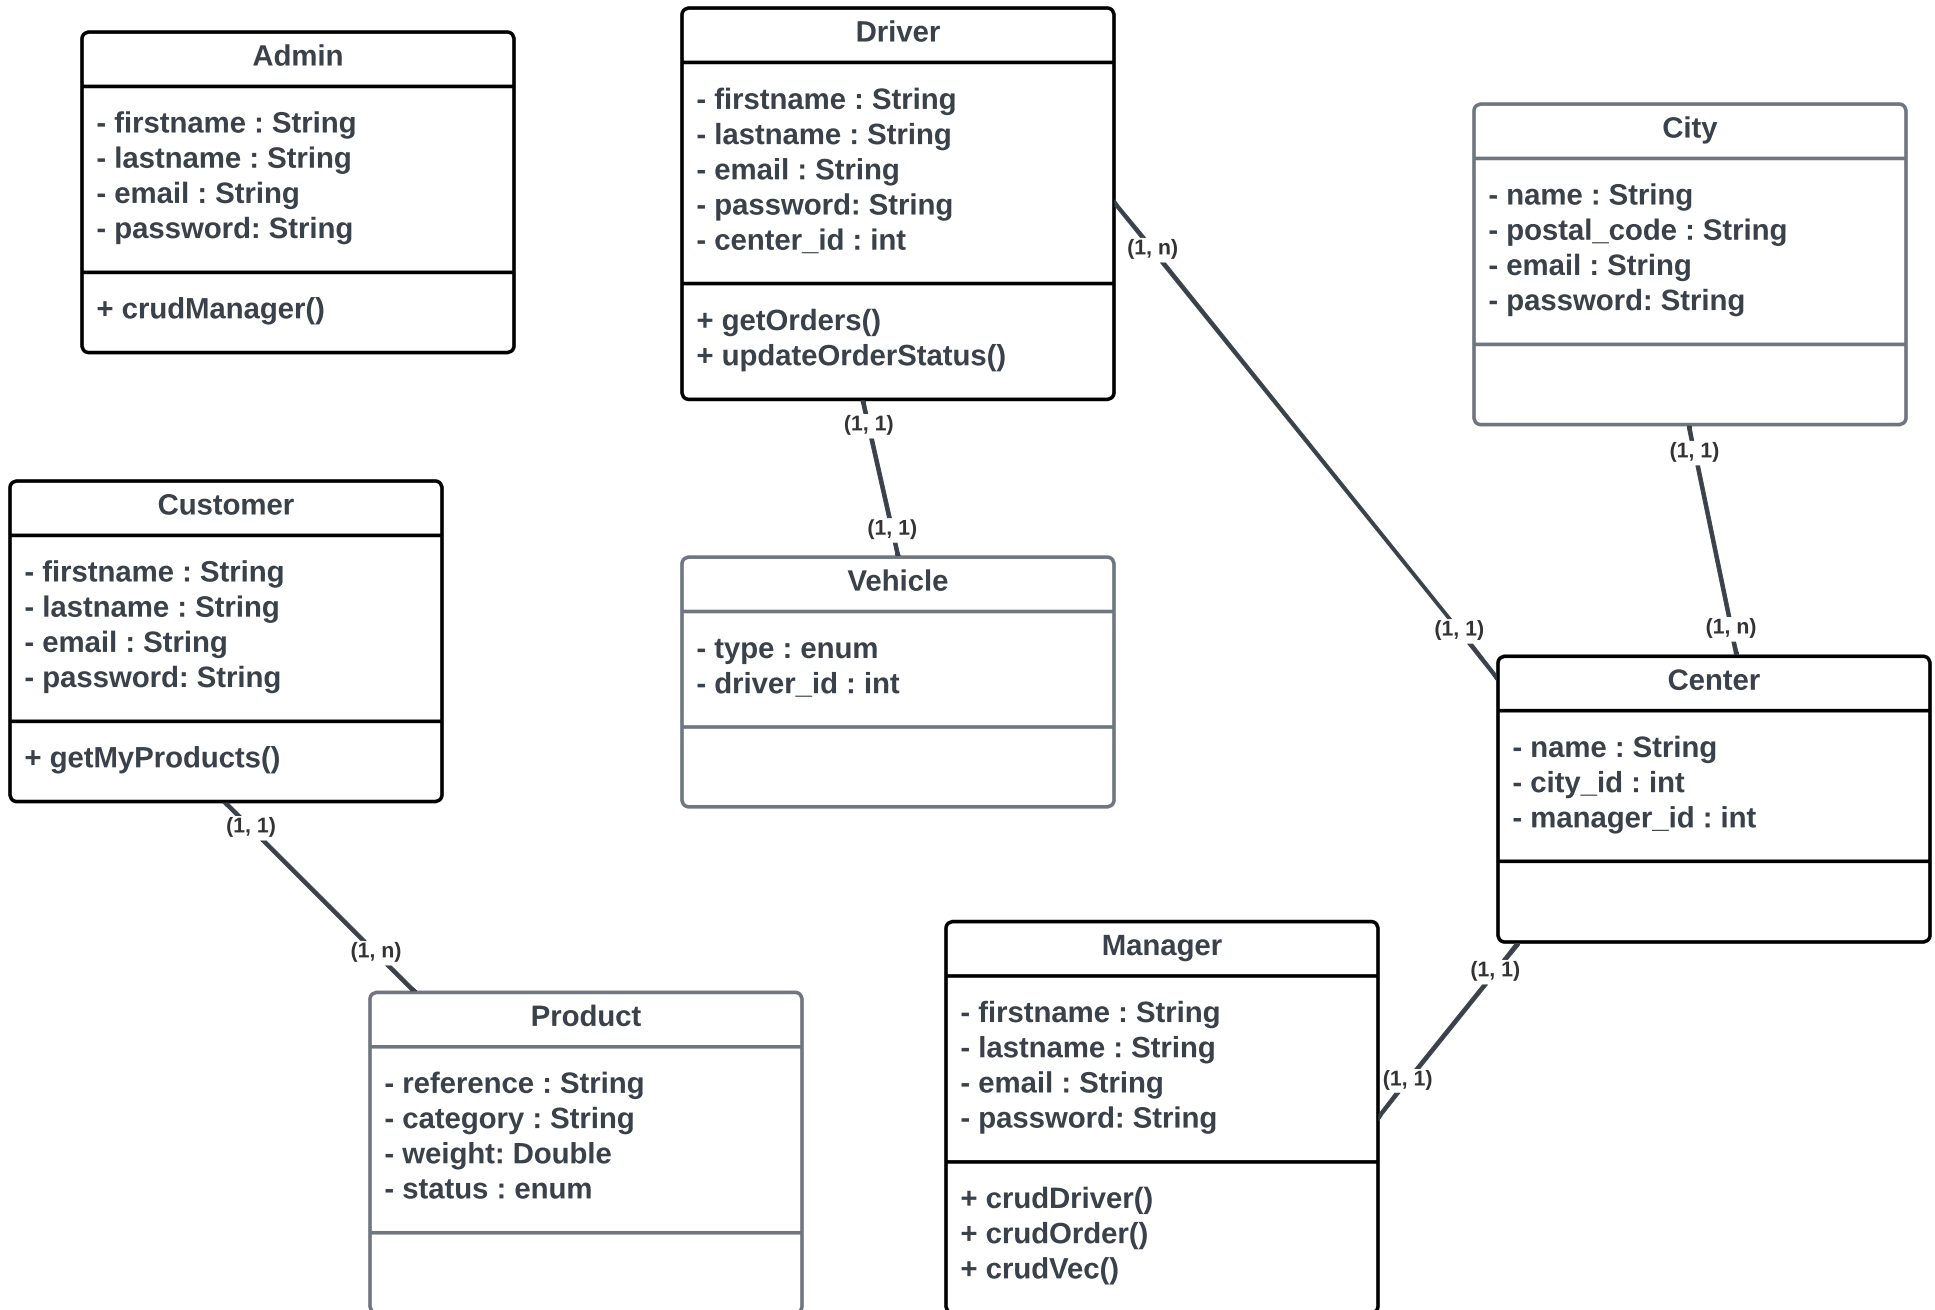 Admin
- firstname : String
- lastname : String
- email : String
- password: String
+ crudManager()
Driver
- firstname : String
- lastname : String
- email : String
- password: String
- center_id : int
+ getOrders()
+ updateOrderStatus()
City
- name : String
- postal_code : String
- email : String
- password: String
(1, n)
(1, 1)
(1, 1)
(1, 1)
(1, 1)
(1, n)
Customer
- firstname : String
- lastname : String
- email : String
- password: String
+ getMyProducts()
Vehicle
- type : enum
- driver_id : int
Center
- name : String
- city_id : int
- manager_id : int
(1, 1)
(1, n)
(1, 1)
(1, 1)
Product
- reference : String
- category : String
- weight: Double
- status : enum
Manager
- firstname : String
- lastname : String
- email : String
- password: String
+ crudDriver()
+ crudOrder()
+ crudVec()